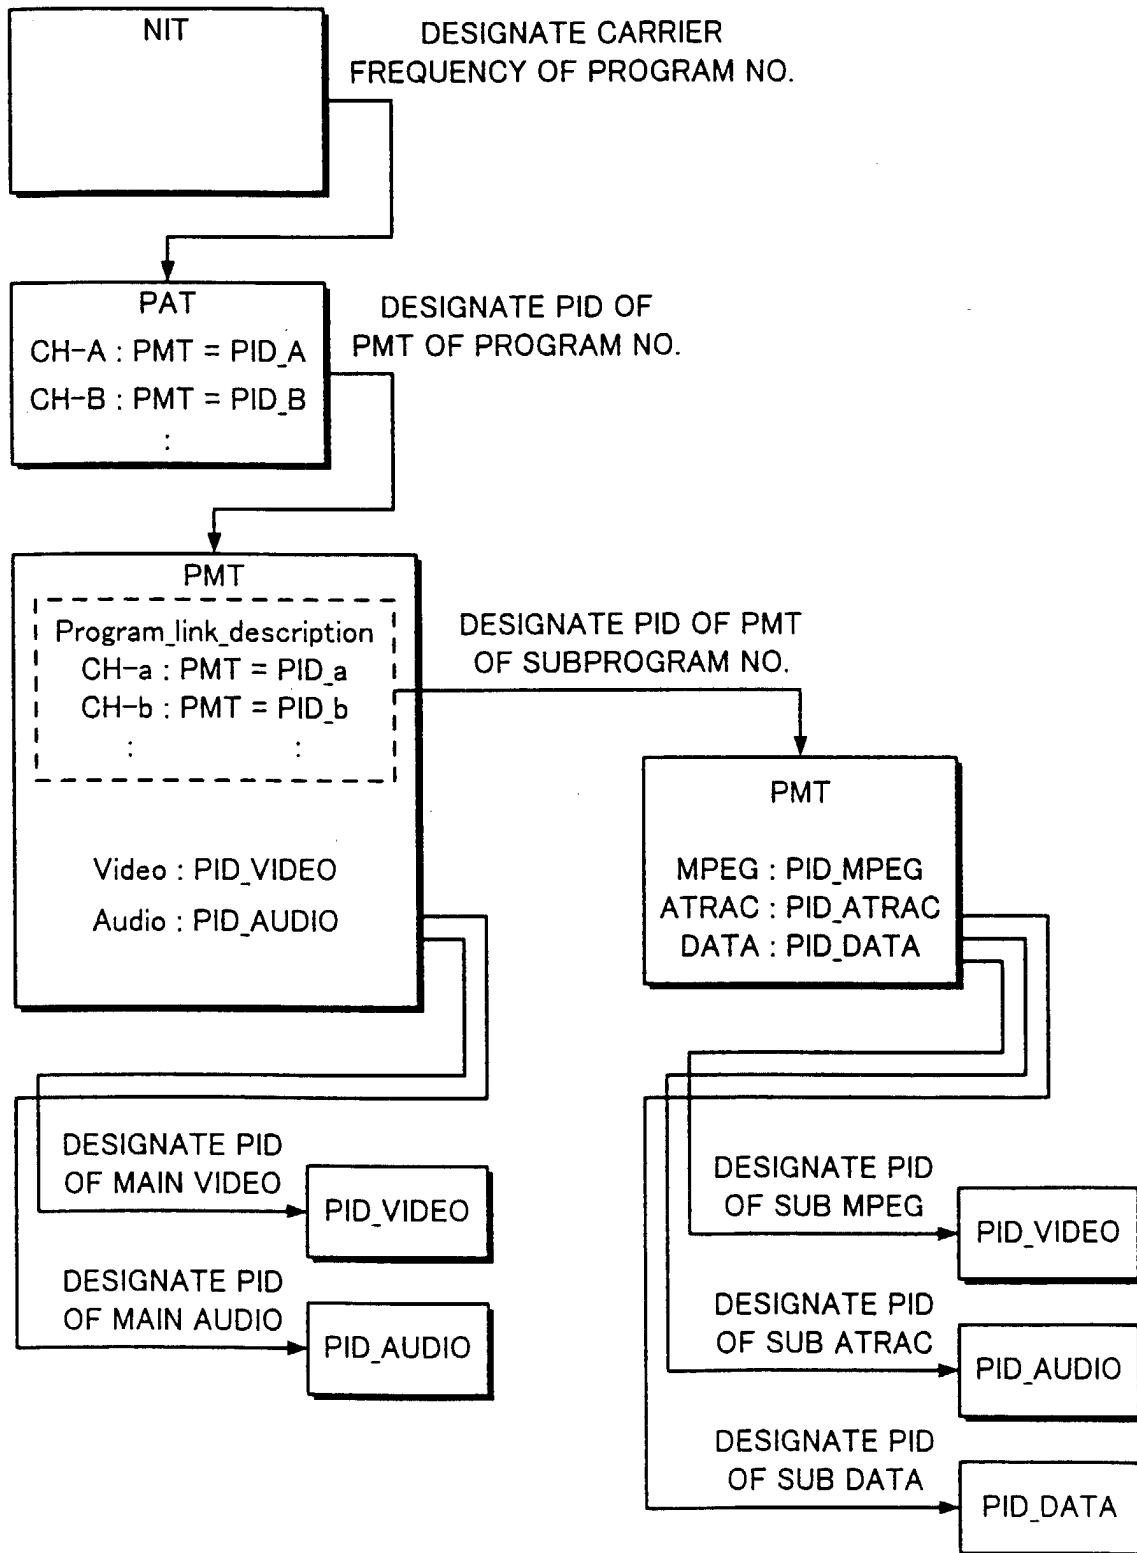 NIT
DESIGNATE CARRIER
FREQUENCY OF PROGRAM NO.
PAT
CH-A : PMT = PID_A
CH-B : PMT = PID_B
:
DESIGNATE PID OF
PMT OF PROGRAM NO.
PMT
Program_link_description
CH-a : PMT = PID_a
CH-b : PMT = PID_b
: :
Video : PID_VIDEO
Audio : PID_AUDIO
DESIGNATE PID OF PMT
OF SUBPROGRAM NO.
PMT
MPEG : PID_MPEG
ATRAC : PID_ATRAC
DATA : PID_DATA
DESIGNATE PID
OF MAIN VIDEO
PID_VIDEO
DESIGNATE PID
OF MAIN AUDIO
PID_AUDIO
DESIGNATE PID
OF SUB MPEG
PID_VIDEO
DESIGNATE PID
OF SUB ATRAC
PID_AUDIO
DESIGNATE PID
OF SUB DATA
PID_DATA